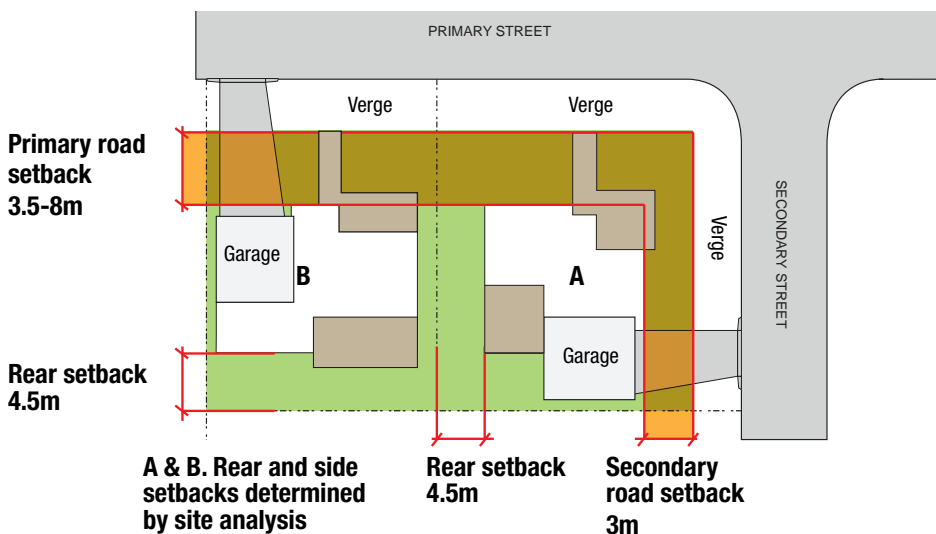 PRIMARY STREET
Verge
Verge
Primary road
setback
3.5-8m
SECONDARY STREET
Verge
Garage
B
A
Garage
Rear setback
4.5m
A & B. Rear and side
setbacks determined
by site analysis
Rear setback
4.5m
Secondary
road setback
3m